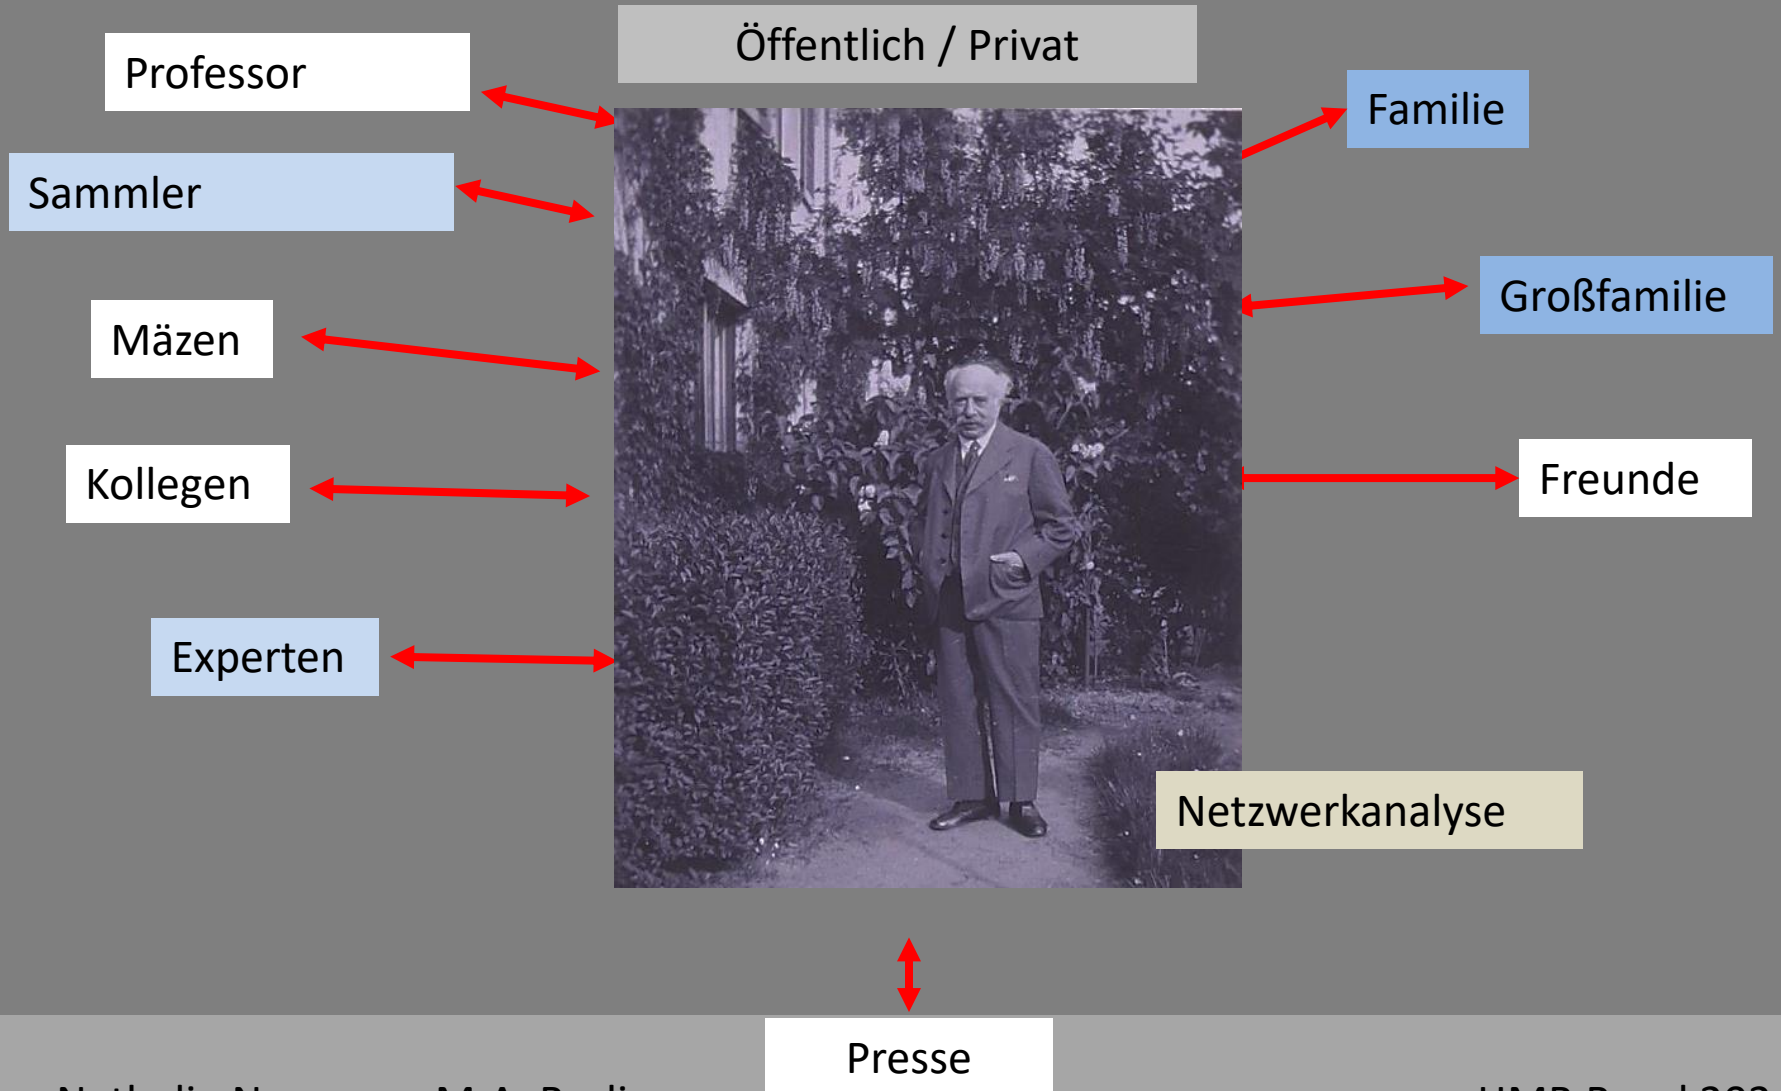 Öffentlich / Privat
Professor
Familie
Sammler
Großfamilie
Mäzen
Kollegen
Freunde
Experten
Netzwerkanalyse
Presse